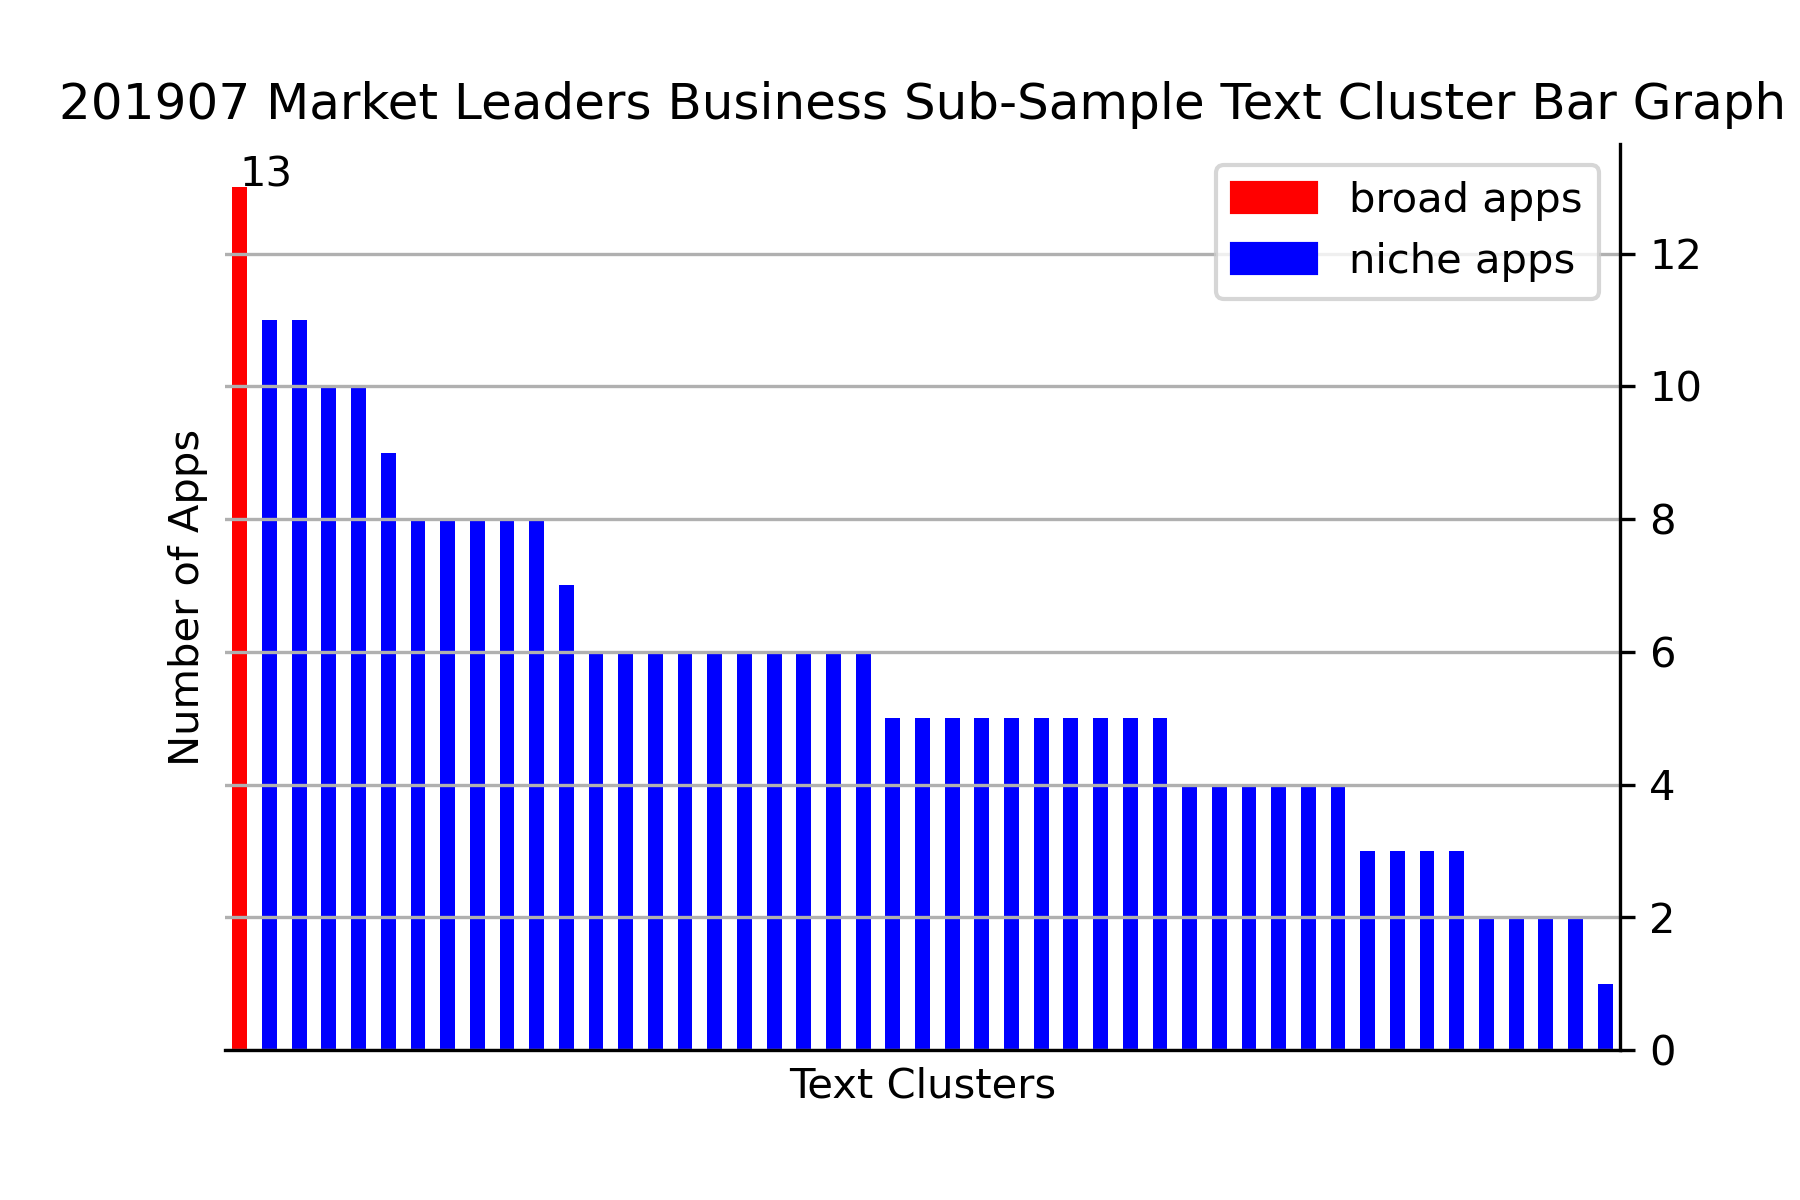 201907 Market Leaders Business Sub-Sample Text Cluster Bar Graph
13
broad apps
niche apps
12
10
8
6
4
2
0
Number of Apps
Text Clusters